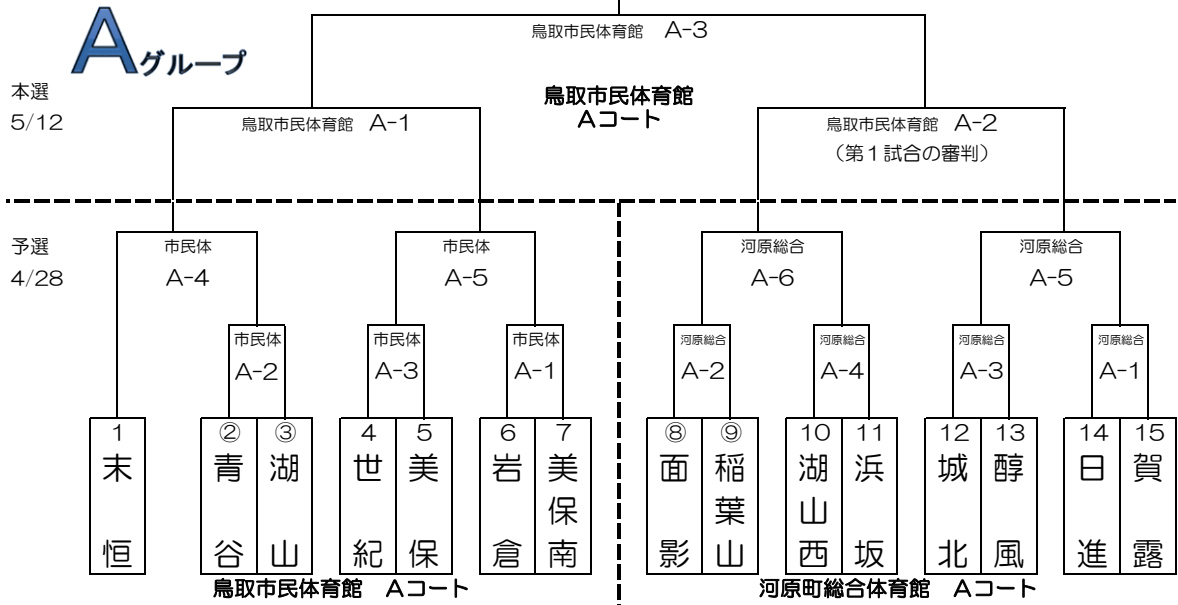 鳥取市民体育館 A-3
Aグループ
本選
5/12
鳥取市民体育館
Aコート
鳥取市民体育館 A-1
鳥取市民体育館 A-2
（第１試合の審判）
予選
4/28
市民体
A-4
市民体
A-5
河原総合
A-6
河原総合
A-5
市民体
A-2
市民体
A-3
市民体
A-1
河原総合
A-2
河原総合
A-4
河原総合
A-3
河原総合
A-1
1 末恒
② 青谷
③ 湖山
4 世紀
5 美保
6 岩倉
7 美保南
⑧ 面影
⑨ 稲葉山
10 湖山西
11 浜坂
12 城北
13 醇風
14 日進
15 賀露
鳥取市民体育館 Aコート
河原町総合体育館 Aコート